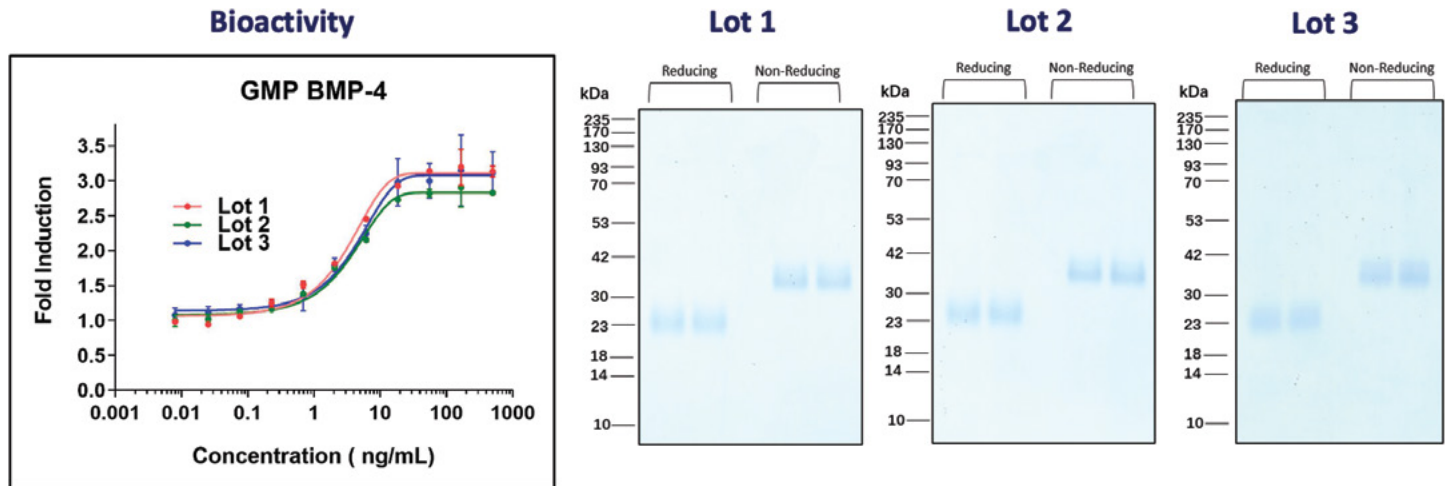 Bioactivity
GMP BMP-4
3.5
3.0
2.5
2.0
1.5
1.0
0.5
0.0
Fold Induction
Lot 1
Lot 2
Lot 3
0.001 0.01 0.1 1 10 100 1000
Concentration ( ng/mL)
Lot 1
Reducing Non-Reducing
kDa
235
170
130
93
70
53
42
30
23
18
14
10
Lot 2
Reducing Non-Reducing
kDa
235
170
130
93
70
53
42
30
23
18
14
10
Lot 3
Reducing Non-Reducing
kDa
235
170
130
93
70
53
42
30
23
18
14
10